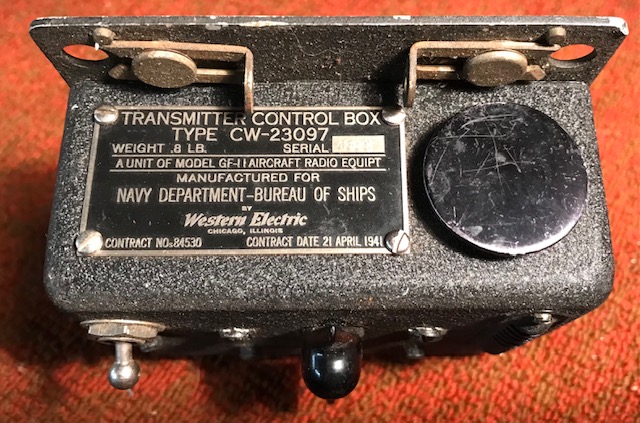 TRANSMITTER CONTROL BOX
TYPE CW-23097
WEIGHT .8 LB. SERIAL
A UNIT OF MODEL GF-11 AIRCRAFT RADIO EQUIPT
MANUFACTURED FOR
NAVY DEPARTMENT-BUREAU OF SHIPS
BY
Western Electric
CHICAGO, ILLINOIS
CONTRACT NOs 84530 CONTRACT DATE 21 APRIL 1941